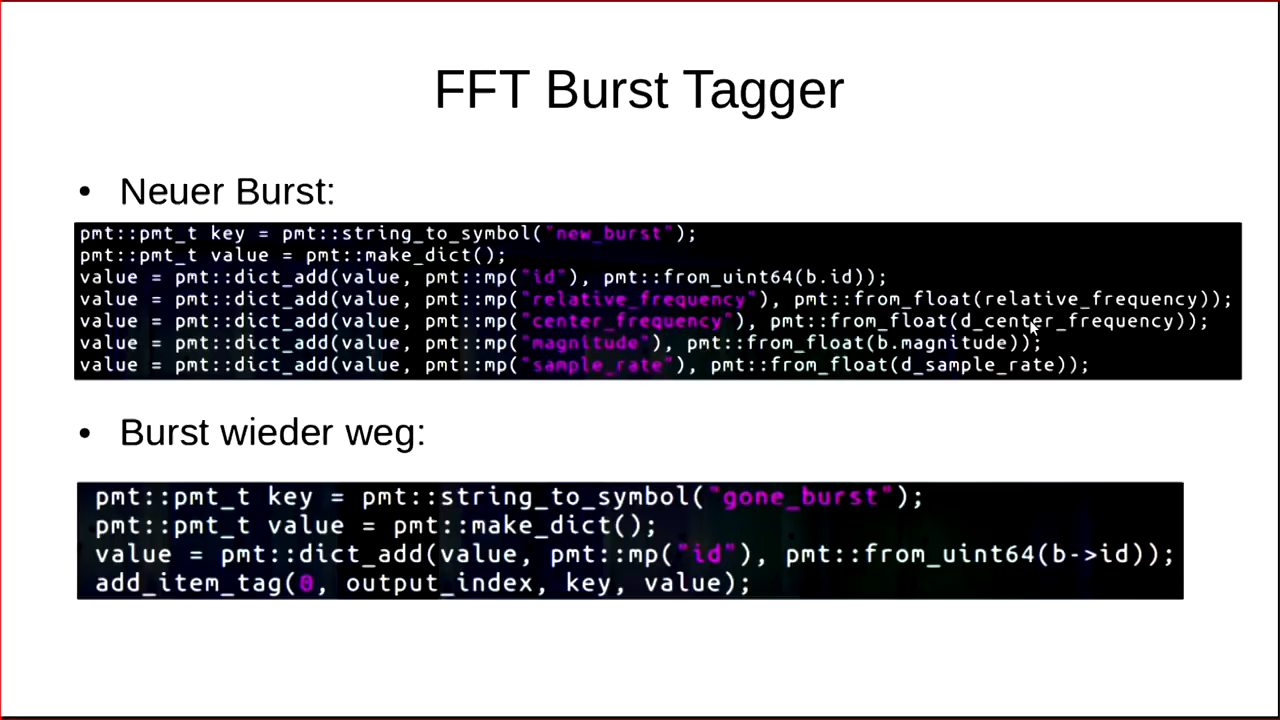 FFT Burst Tagger
• Neuer Burst:
pmt::pmt_t key = pmt::string_to_symbol("new_burst");
pmt::pmt_t value = pmt::make_dict();
value = pmt::dict_add(value, pmt::mp("id"), pmt::from_uint64(b.id));
value = pmt::dict_add(value, pmt::mp("relative_frequency"), pmt::from_float(relative_frequency));
value = pmt::dict_add(value, pmt::mp("center_frequency"), pmt::from_float(d_center_frequency));
value = pmt::dict_add(value, pmt::mp("magnitude"), pmt::from_float(b.magnitude));
value = pmt::dict_add(value, pmt::mp("sample_rate"), pmt::from_float(d_sample_rate));
• Burst wieder weg:
pmt::pmt_t key = pmt::string_to_symbol("gone_burst");
pmt::pmt_t value = pmt::make_dict();
value = pmt::dict_add(value, pmt::mp("id"), pmt::from_uint64(b->id));
add_item_tag(0, output_index, key, value);